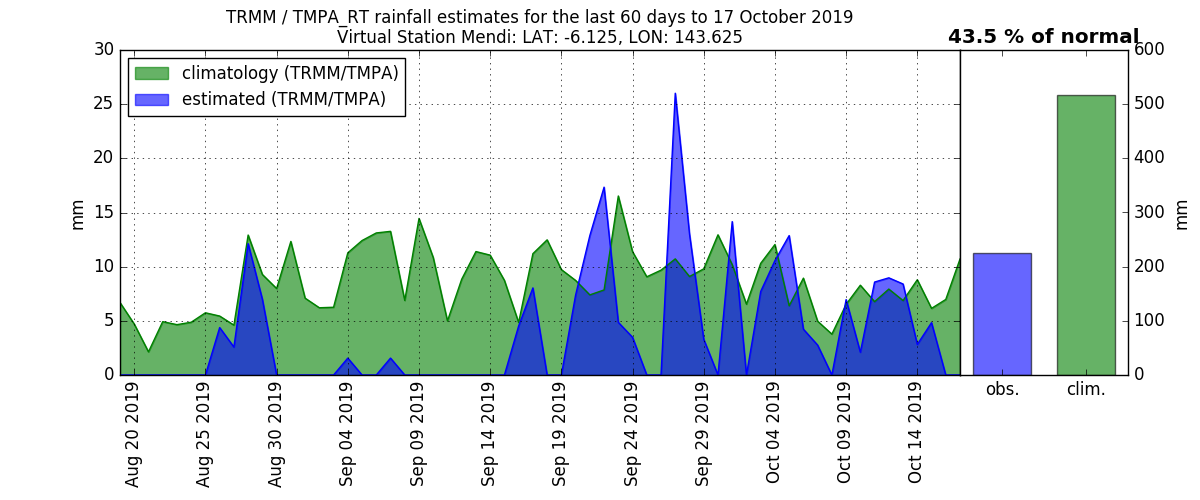 TRMM / TMPA_RT rainfall estimates for the last 60 days to 17 October 2019
Virtual Station Mendi: LAT: -6.125, LON: 143.625
43.5 % of normal
climatology (TRMM/TMPA)
estimated (TRMM/TMPA)
mm
30
25
20
15
10
5
0
Aug 20 2019
Aug 25 2019
Aug 30 2019
Sep 04 2019
Sep 09 2019
Sep 14 2019
Sep 19 2019
Sep 24 2019
Sep 29 2019
Oct 04 2019
Oct 09 2019
Oct 14 2019
600
500
400
300
200
100
0
mm
obs.
clim.